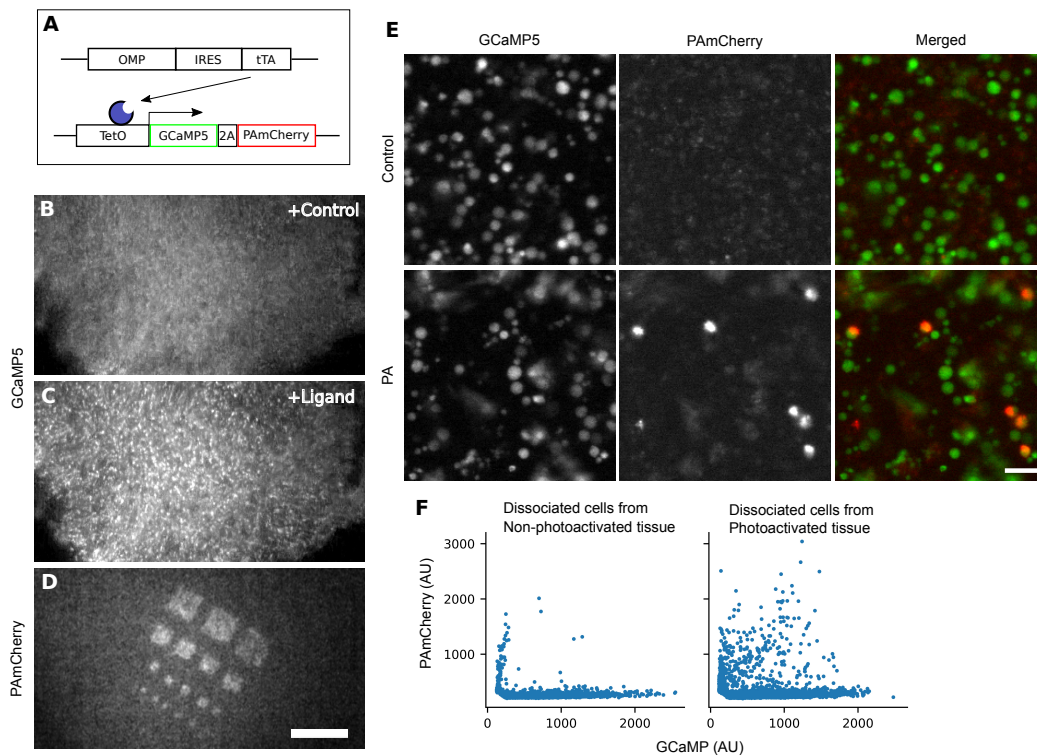 A
OMP IRES tTA
TetO GCaMP5 2A PAmCherry
B +Control
C +Ligand
GCaMP5
D
PAmCherry
E
GCaMP5 PAmCherry Merged
Control
PA
F
Dissociated cells from
Non-photoactivated tissue
Dissociated cells from
Photoactivated tissue
PAmCherry (AU)
3000
2000
1000
0 1000 2000
0 1000 2000
GCaMP (AU)